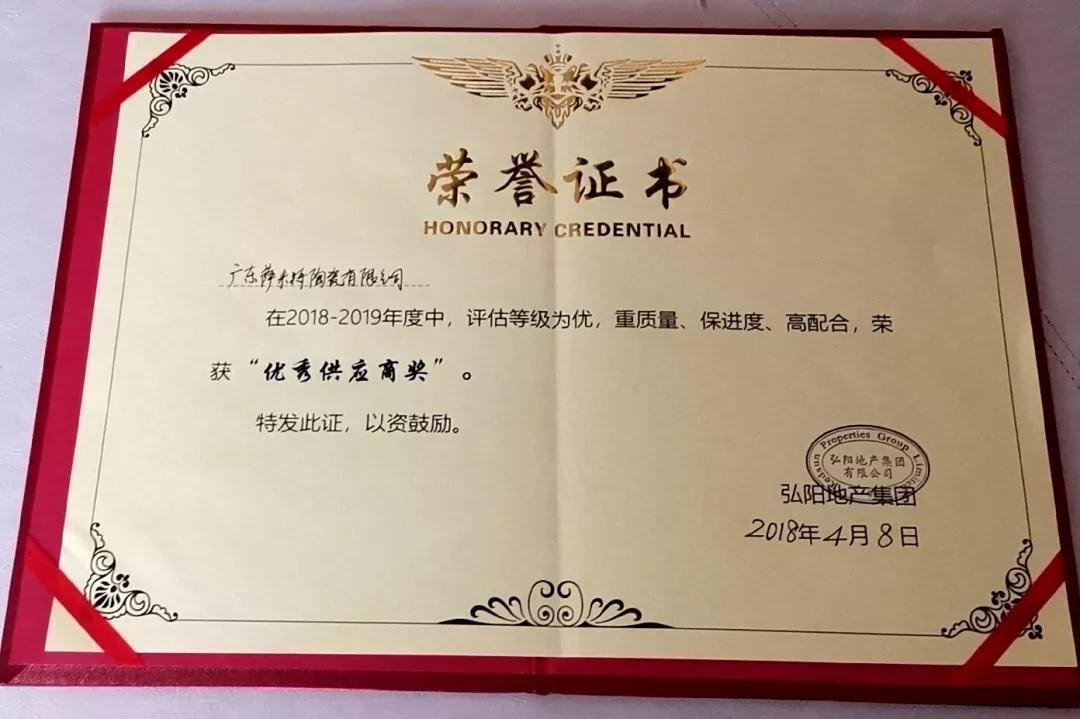 荣誉证书
HONORARY CREDENTIAL
广东萨米特陶瓷有限公司
在2018-2019年度中，评估等级为优，重质量、保进度、高配合，荣
获“优秀供应商奖”。
特发此证，以资鼓励。
Redsun Properties Group Limited
弘阳地产集团
有限公司
弘阳地产集团
2018年4月8日